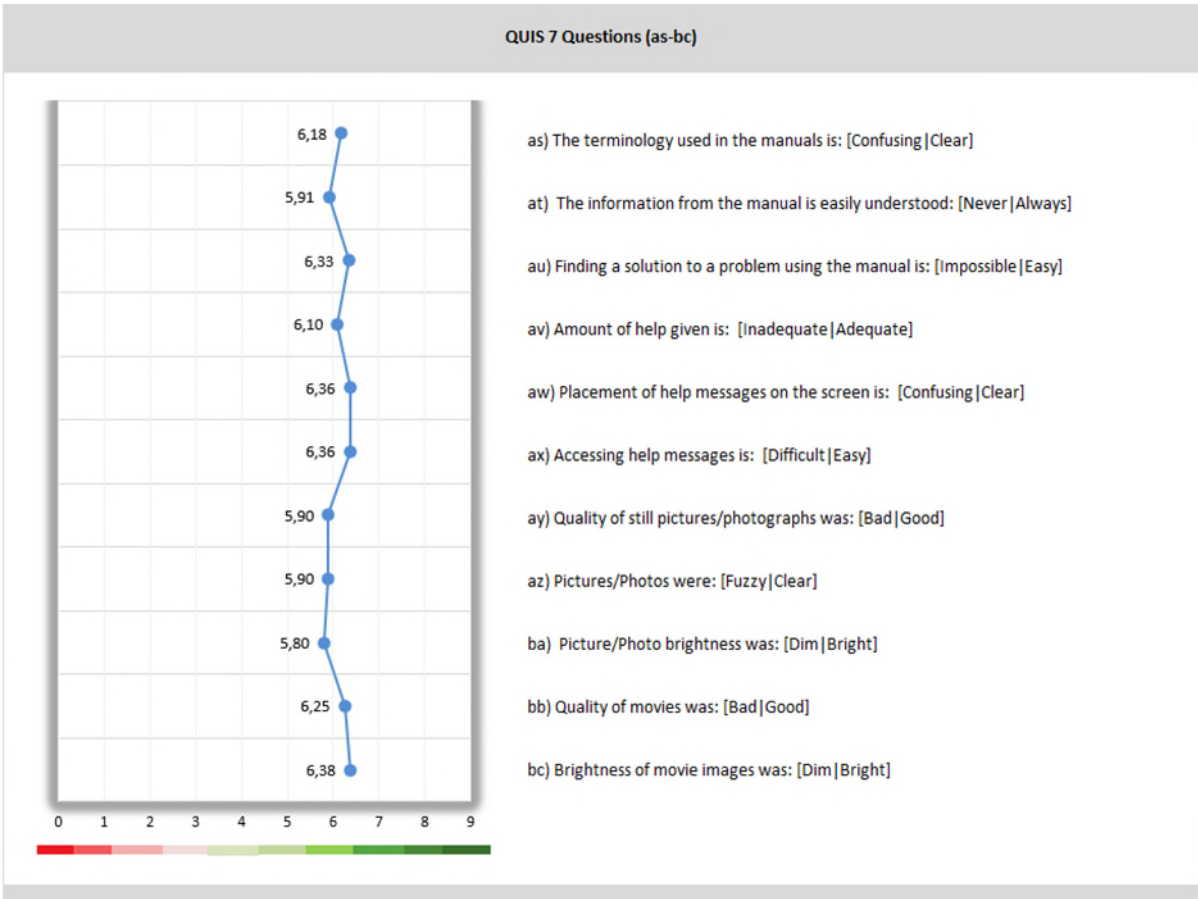 QUIS 7 Questions (as-bc)
6,18
as) The terminology used in the manuals is: [Confusing|Clear]
5,91
at) The information from the manual is easily understood: [Never|Always]
6,33
au) Finding a solution to a problem using the manual is: [Impossible|Easy]
6,10
av) Amount of help given is: [Inadequate|Adequate]
6,36
aw) Placement of help messages on the screen is: [Confusing|Clear]
6,36
ax) Accessing help messages is: [Difficult|Easy]
5,90
ay) Quality of still pictures/photographs was: [Bad|Good]
5,90
az) Pictures/Photos were: [Fuzzy|Clear]
5,80
ba) Picture/Photo brightness was: [Dim|Bright]
6,25
bb) Quality of movies was: [Bad|Good]
6,38
bc) Brightness of movie images was: [Dim|Bright]
0 1 2 3 4 5 6 7 8 9